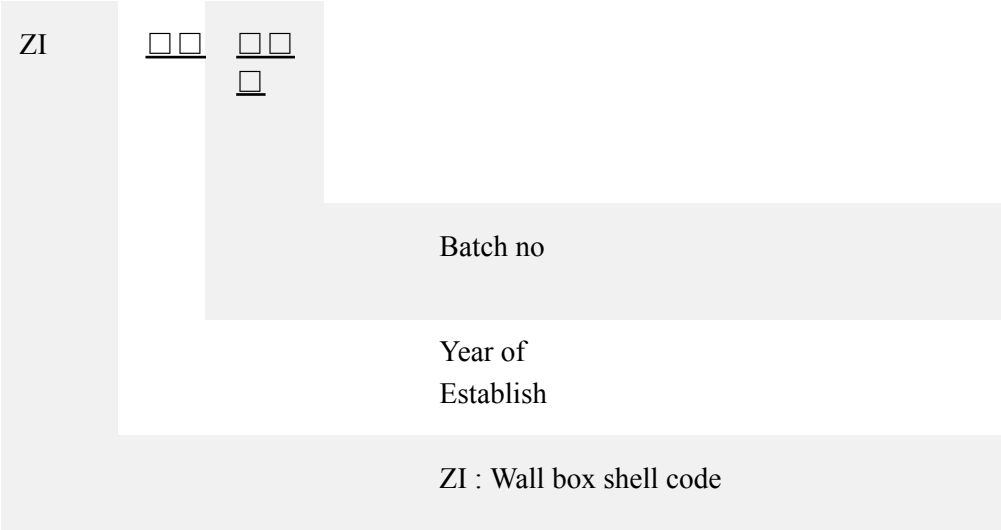 ZI □□ □□
□
Batch no
Year of
Establish
ZI : Wall box shell code